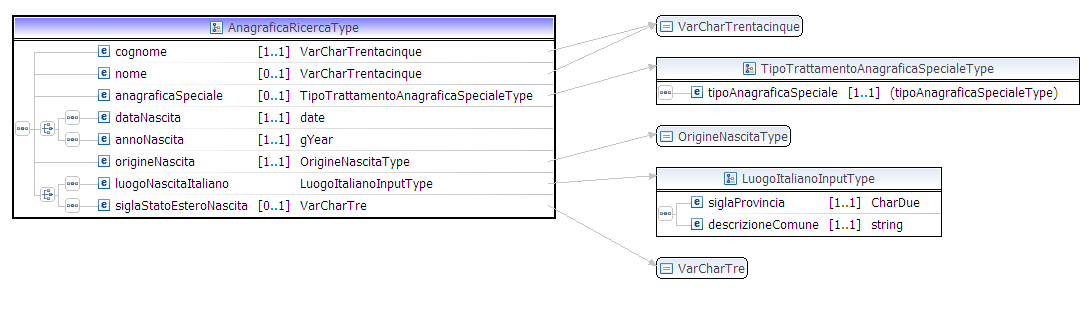 AnagraficaRicercaType
cognome [1..1] VarCharTrentacinque
nome [0..1] VarCharTrentacinque
anagraficaSpeciale [0..1] TipoTrattamentoAnagraficaSpecialeType
dataNascita [1..1] date
annoNascita [1..1] gYear
origineNascita [1..1] OrigineNascitaType
luogoNascitaItaliano LuogoItalianoInputType
siglaStatoEsteroNascita [0..1] VarCharTre
VarCharTrentacinque
TipoTrattamentoAnagraficaSpecialeType
tipoAnagraficaSpeciale [1..1] (tipoAnagraficaSpecialeType)
OrigineNascitaType
LuogoItalianoInputType
siglaProvincia [1..1] CharDue
descrizioneComune [1..1] string
VarCharTre